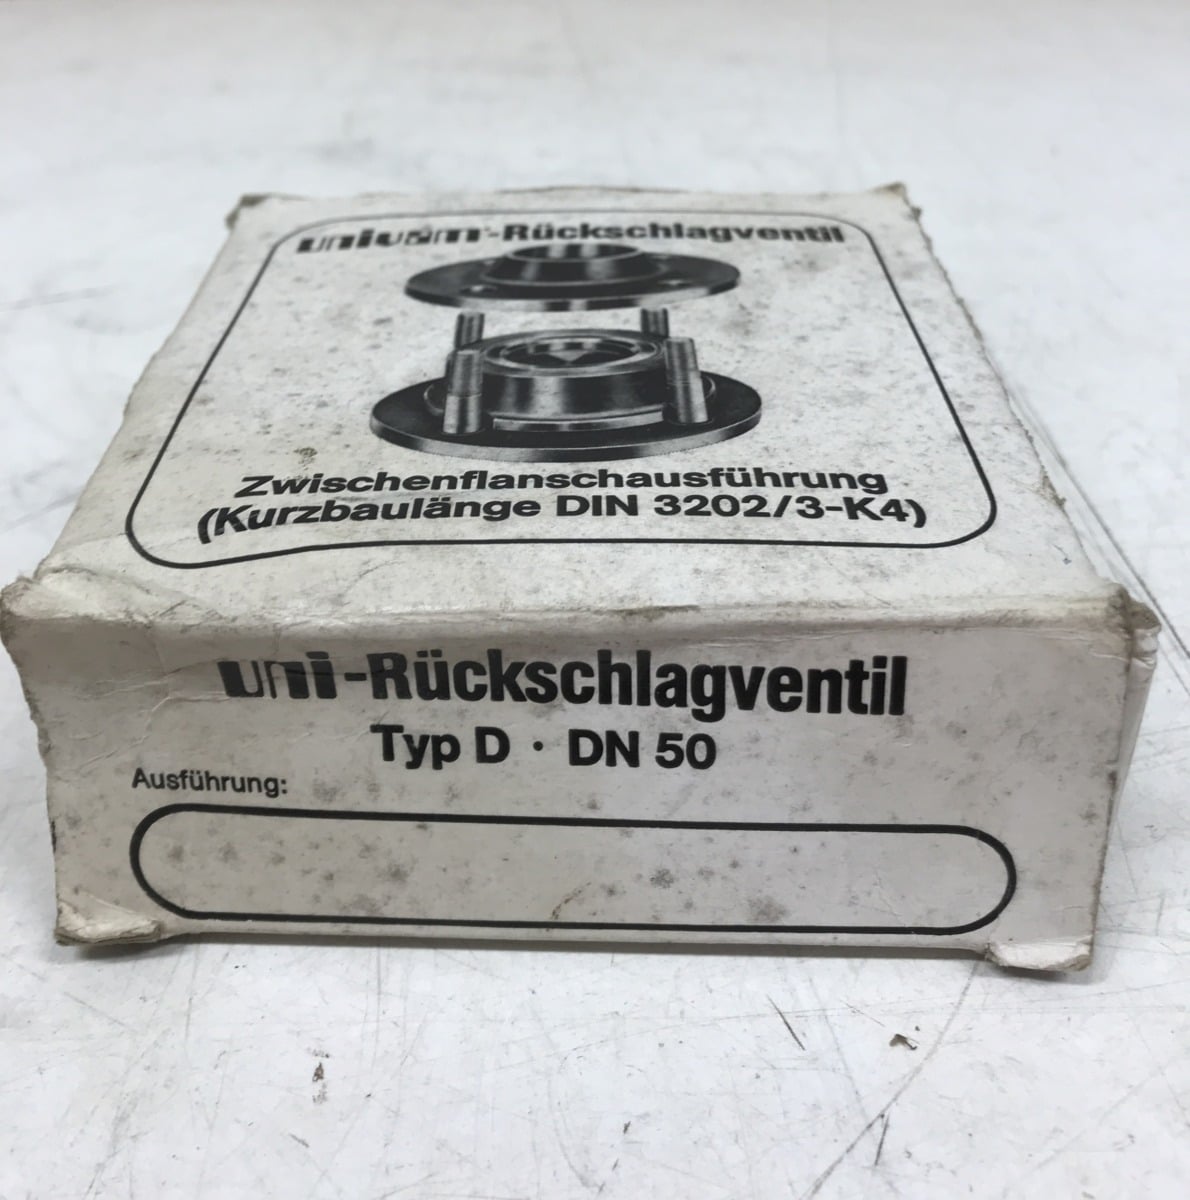 -Rückschlagventil
Zwischenflanschausführung
(Kurzbaulänge DIN 3202/3-K4)
uni-Rückschlagventil
Typ D · DN 50
Ausführung: